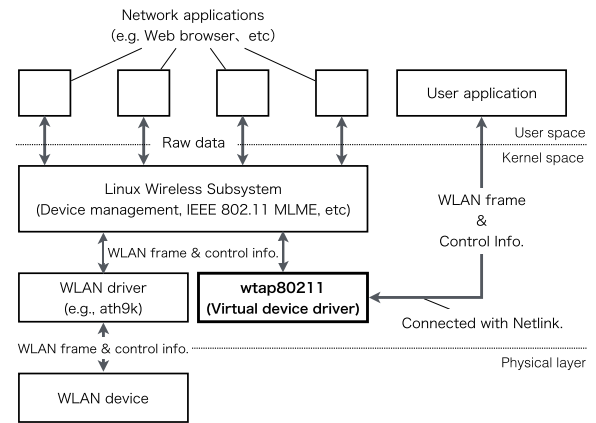 Network applications
(e.g. Web browser、etc)
User application
Raw data
User space
Kernel space
Linux Wireless Subsystem
(Device management, IEEE 802.11 MLME, etc)
WLAN frame
&
Control Info.
WLAN frame & control info.
WLAN driver
(e.g., ath9k)
wtap80211
(Virtual device driver)
Connected with Netlink.
WLAN frame & control info.
Physical layer
WLAN device